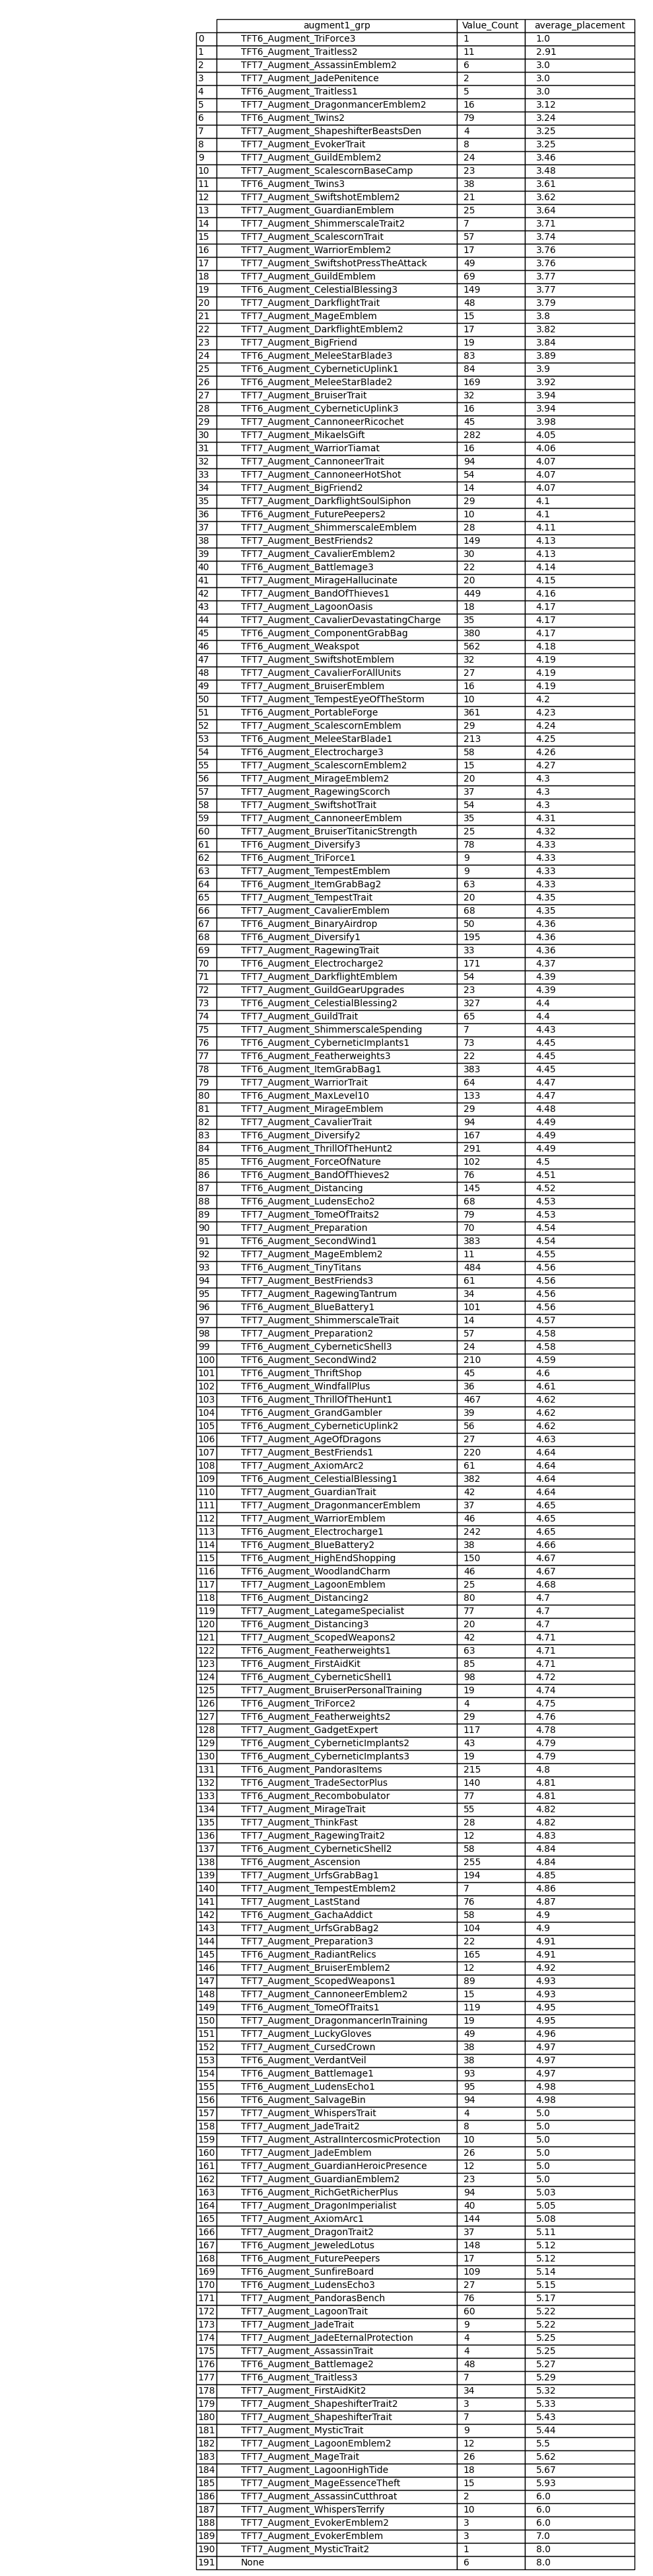 augment1_grp Value_Count average_placement
0 TFT6_Augment_TriForce3 1 1.0
1 TFT6_Augment_Traitless2 11 2.91
2 TFT7_Augment_AssassinEmblem2 6 3.0
3 TFT7_Augment_JadePenitence 2 3.0
4 TFT6_Augment_Traitless1 5 3.0
5 TFT7_Augment_DragonmancerEmblem2 16 3.12
6 TFT6_Augment_Twins2 79 3.24
7 TFT7_Augment_ShapeshifterBeastsDen 4 3.25
8 TFT7_Augment_EvokerTrait 8 3.25
9 TFT7_Augment_GuildEmblem2 24 3.46
10 TFT7_Augment_ScalescornBaseCamp 23 3.48
11 TFT6_Augment_Twins3 38 3.61
12 TFT7_Augment_SwiftshotEmblem2 21 3.62
13 TFT7_Augment_GuardianEmblem 25 3.64
14 TFT7_Augment_ShimmerscaleTrait2 7 3.71
15 TFT7_Augment_ScalescornTrait 57 3.74
16 TFT7_Augment_WarriorEmblem2 17 3.76
17 TFT7_Augment_SwiftshotPressTheAttack 49 3.76
18 TFT7_Augment_GuildEmblem 69 3.77
19 TFT6_Augment_CelestialBlessing3 149 3.77
20 TFT7_Augment_DarkflightTrait 48 3.79
21 TFT7_Augment_MageEmblem 15 3.8
22 TFT7_Augment_DarkflightEmblem2 17 3.82
23 TFT7_Augment_BigFriend 19 3.84
24 TFT6_Augment_MeleeStarBlade3 83 3.89
25 TFT6_Augment_CyberneticUplink1 84 3.9
26 TFT6_Augment_MeleeStarBlade2 169 3.92
27 TFT7_Augment_BruiserTrait 32 3.94
28 TFT6_Augment_CyberneticUplink3 16 3.94
29 TFT7_Augment_CannoneerRicochet 45 3.98
30 TFT7_Augment_MikaelsGift 282 4.05
31 TFT7_Augment_WarriorTiamat 16 4.06
32 TFT7_Augment_CannoneerTrait 94 4.07
33 TFT7_Augment_CannoneerHotShot 54 4.07
34 TFT7_Augment_BigFriend2 14 4.07
35 TFT7_Augment_DarkflightSoulSiphon 29 4.1
36 TFT6_Augment_FuturePeepers2 10 4.1
37 TFT7_Augment_ShimmerscaleEmblem 28 4.11
38 TFT7_Augment_BestFriends2 149 4.13
39 TFT7_Augment_CavalierEmblem2 30 4.13
40 TFT6_Augment_Battlemage3 22 4.14
41 TFT7_Augment_MirageHallucinate 20 4.15
42 TFT7_Augment_BandOfThieves1 449 4.16
43 TFT7_Augment_LagoonOasis 18 4.17
44 TFT7_Augment_CavalierDevastatingCharge 35 4.17
45 TFT6_Augment_ComponentGrabBag 380 4.17
46 TFT6_Augment_Weakspot 562 4.18
47 TFT7_Augment_SwiftshotEmblem 32 4.19
48 TFT7_Augment_CavalierForAllUnits 27 4.19
49 TFT7_Augment_BruiserEmblem 16 4.19
50 TFT7_Augment_TempestEyeOfTheStorm 10 4.2
51 TFT6_Augment_PortableForge 361 4.23
52 TFT7_Augment_ScalescornEmblem 29 4.24
53 TFT6_Augment_MeleeStarBlade1 213 4.25
54 TFT6_Augment_Electrocharge3 58 4.26
55 TFT7_Augment_ScalescornEmblem2 15 4.27
56 TFT7_Augment_MirageEmblem2 20 4.3
57 TFT7_Augment_RagewingScorch 37 4.3
58 TFT7_Augment_SwiftshotTrait 54 4.3
59 TFT7_Augment_CannoneerEmblem 35 4.31
60 TFT7_Augment_BruiserTitanicStrength 25 4.32
61 TFT6_Augment_Diversify3 78 4.33
62 TFT6_Augment_TriForce1 9 4.33
63 TFT7_Augment_TempestEmblem 9 4.33
64 TFT6_Augment_ItemGrabBag2 63 4.33
65 TFT7_Augment_TempestTrait 20 4.35
66 TFT7_Augment_CavalierEmblem 68 4.35
67 TFT6_Augment_BinaryAirdrop 50 4.36
68 TFT6_Augment_Diversify1 195 4.36
69 TFT7_Augment_RagewingTrait 33 4.36
70 TFT6_Augment_Electrocharge2 171 4.37
71 TFT7_Augment_DarkflightEmblem 54 4.39
72 TFT7_Augment_GuildGearUpgrades 23 4.39
73 TFT6_Augment_CelestialBlessing2 327 4.4
74 TFT7_Augment_GuildTrait 65 4.4
75 TFT7_Augment_ShimmerscaleSpending 7 4.43
76 TFT6_Augment_CyberneticImplants1 73 4.45
77 TFT6_Augment_Featherweights3 22 4.45
78 TFT6_Augment_ItemGrabBag1 383 4.45
79 TFT7_Augment_WarriorTrait 64 4.47
80 TFT6_Augment_MaxLevel10 133 4.47
81 TFT7_Augment_MirageEmblem 29 4.48
82 TFT7_Augment_CavalierTrait 94 4.49
83 TFT6_Augment_Diversify2 167 4.49
84 TFT6_Augment_ThrillOfTheHunt2 291 4.49
85 TFT6_Augment_ForceOfNature 102 4.5
86 TFT6_Augment_BandOfThieves2 76 4.51
87 TFT6_Augment_Distancing 145 4.52
88 TFT6_Augment_LudensEcho2 68 4.53
89 TFT7_Augment_TomeOfTraits2 79 4.53
90 TFT7_Augment_Preparation 70 4.54
91 TFT6_Augment_SecondWind1 383 4.54
92 TFT7_Augment_MageEmblem2 11 4.55
93 TFT6_Augment_TinyTitans 484 4.56
94 TFT7_Augment_BestFriends3 61 4.56
95 TFT7_Augment_RagewingTantrum 34 4.56
96 TFT6_Augment_BlueBattery1 101 4.56
97 TFT7_Augment_ShimmerscaleTrait 14 4.57
98 TFT7_Augment_Preparation2 57 4.58
99 TFT6_Augment_CyberneticShell3 24 4.58
100 TFT6_Augment_SecondWind2 210 4.59
101 TFT6_Augment_ThriftShop 45 4.6
102 TFT6_Augment_WindfallPlus 36 4.61
103 TFT6_Augment_ThrillOfTheHunt1 467 4.62
104 TFT6_Augment_GrandGambler 39 4.62
105 TFT6_Augment_CyberneticUplink2 56 4.62
106 TFT7_Augment_AgeOfDragons 27 4.63
107 TFT7_Augment_BestFriends1 220 4.64
108 TFT7_Augment_AxiomArc2 61 4.64
109 TFT6_Augment_CelestialBlessing1 382 4.64
110 TFT7_Augment_GuardianTrait 42 4.64
111 TFT7_Augment_DragonmancerEmblem 37 4.65
112 TFT7_Augment_WarriorEmblem 46 4.65
113 TFT6_Augment_Electrocharge1 242 4.65
114 TFT6_Augment_BlueBattery2 38 4.66
115 TFT6_Augment_HighEndShopping 150 4.67
116 TFT6_Augment_WoodlandCharm 46 4.67
117 TFT7_Augment_LagoonEmblem 25 4.68
118 TFT6_Augment_Distancing2 80 4.7
119 TFT7_Augment_LategameSpecialist 77 4.7
120 TFT6_Augment_Distancing3 20 4.7
121 TFT7_Augment_ScopedWeapons2 42 4.71
122 TFT6_Augment_Featherweights1 63 4.71
123 TFT6_Augment_FirstAidKit 85 4.71
124 TFT6_Augment_CyberneticShell1 98 4.72
125 TFT7_Augment_BruiserPersonalTraining 19 4.74
126 TFT6_Augment_TriForce2 4 4.75
127 TFT6_Augment_Featherweights2 29 4.76
128 TFT7_Augment_GadgetExpert 117 4.78
129 TFT6_Augment_CyberneticImplants2 43 4.79
130 TFT6_Augment_CyberneticImplants3 19 4.79
131 TFT6_Augment_PandorasItems 215 4.8
132 TFT6_Augment_TradeSectorPlus 140 4.81
133 TFT6_Augment_Recombobulator 77 4.81
134 TFT7_Augment_MirageTrait 55 4.82
135 TFT7_Augment_ThinkFast 28 4.82
136 TFT7_Augment_RagewingTrait2 12 4.83
137 TFT6_Augment_CyberneticShell2 58 4.84
138 TFT6_Augment_Ascension 255 4.84
139 TFT7_Augment_UrfsGrabBag1 194 4.85
140 TFT7_Augment_TempestEmblem2 7 4.86
141 TFT7_Augment_LastStand 76 4.87
142 TFT6_Augment_GachaAddict 58 4.9
143 TFT7_Augment_UrfsGrabBag2 104 4.9
144 TFT7_Augment_Preparation3 22 4.91
145 TFT6_Augment_RadiantRelics 165 4.91
146 TFT7_Augment_BruiserEmblem2 12 4.92
147 TFT7_Augment_ScopedWeapons1 89 4.93
148 TFT7_Augment_CannoneerEmblem2 15 4.93
149 TFT6_Augment_TomeOfTraits1 119 4.95
150 TFT7_Augment_DragonmancerInTraining 19 4.95
151 TFT7_Augment_LuckyGloves 49 4.96
152 TFT7_Augment_CursedCrown 38 4.97
153 TFT6_Augment_VerdantVeil 38 4.97
154 TFT6_Augment_Battlemage1 93 4.97
155 TFT6_Augment_LudensEcho1 95 4.98
156 TFT6_Augment_SalvageBin 94 4.98
157 TFT7_Augment_WhispersTrait 4 5.0
158 TFT7_Augment_JadeTrait2 8 5.0
159 TFT7_Augment_AstralIntercosmicProtection 10 5.0
160 TFT7_Augment_JadeEmblem 26 5.0
161 TFT7_Augment_GuardianHeroicPresence 12 5.0
162 TFT7_Augment_GuardianEmblem2 23 5.0
163 TFT6_Augment_RichGetRicherPlus 94 5.03
164 TFT7_Augment_DragonImperialist 40 5.05
165 TFT7_Augment_AxiomArc1 144 5.08
166 TFT7_Augment_DragonTrait2 37 5.11
167 TFT6_Augment_JeweledLotus 148 5.12
168 TFT6_Augment_FuturePeepers 17 5.12
169 TFT6_Augment_SunfireBoard 109 5.14
170 TFT6_Augment_LudensEcho3 27 5.15
171 TFT7_Augment_PandorasBench 76 5.17
172 TFT7_Augment_LagoonTrait 60 5.22
173 TFT7_Augment_JadeTrait 9 5.22
174 TFT7_Augment_JadeEternalProtection 4 5.25
175 TFT7_Augment_AssassinTrait 4 5.25
176 TFT6_Augment_Battlemage2 48 5.27
177 TFT6_Augment_Traitless3 7 5.29
178 TFT7_Augment_FirstAidKit2 34 5.32
179 TFT7_Augment_ShapeshifterTrait2 3 5.33
180 TFT7_Augment_ShapeshifterTrait 7 5.43
181 TFT7_Augment_MysticTrait 9 5.44
182 TFT7_Augment_LagoonEmblem2 12 5.5
183 TFT7_Augment_MageTrait 26 5.62
184 TFT7_Augment_LagoonHighTide 18 5.67
185 TFT7_Augment_MageEssenceTheft 15 5.93
186 TFT7_Augment_AssassinCutthroat 2 6.0
187 TFT7_Augment_WhispersTerrify 10 6.0
188 TFT7_Augment_EvokerEmblem2 3 6.0
189 TFT7_Augment_EvokerEmblem 3 7.0
190 TFT7_Augment_MysticTrait2 1 8.0
191 None 6 8.0